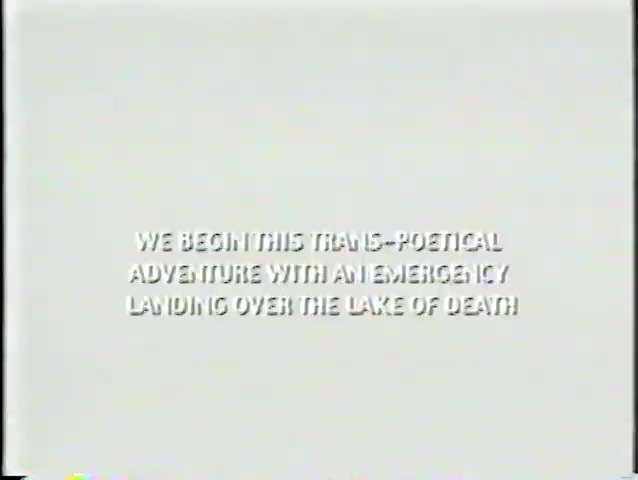 WE BEGIN THIS TRANS-POETICAL
ADVENTURE WITH AN EMERGENCY
LANDING OVER THE LAKE OF DEATH